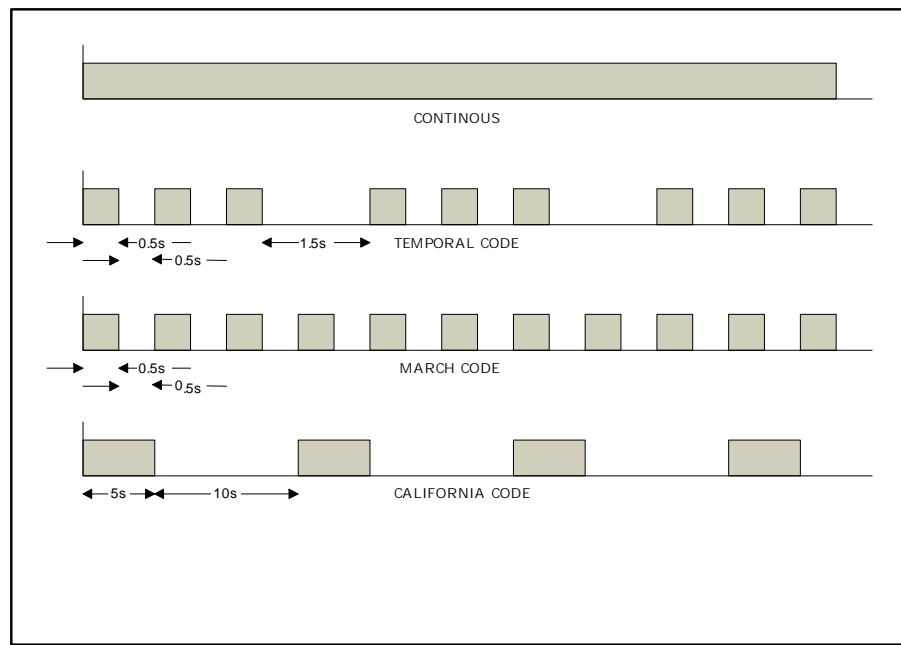 CONTINOUS
0.5s
1.5s
TEMPORAL CODE
0.5s
0.5s
MARCH CODE
0.5s
5s
10s
CALIFORNIA CODE